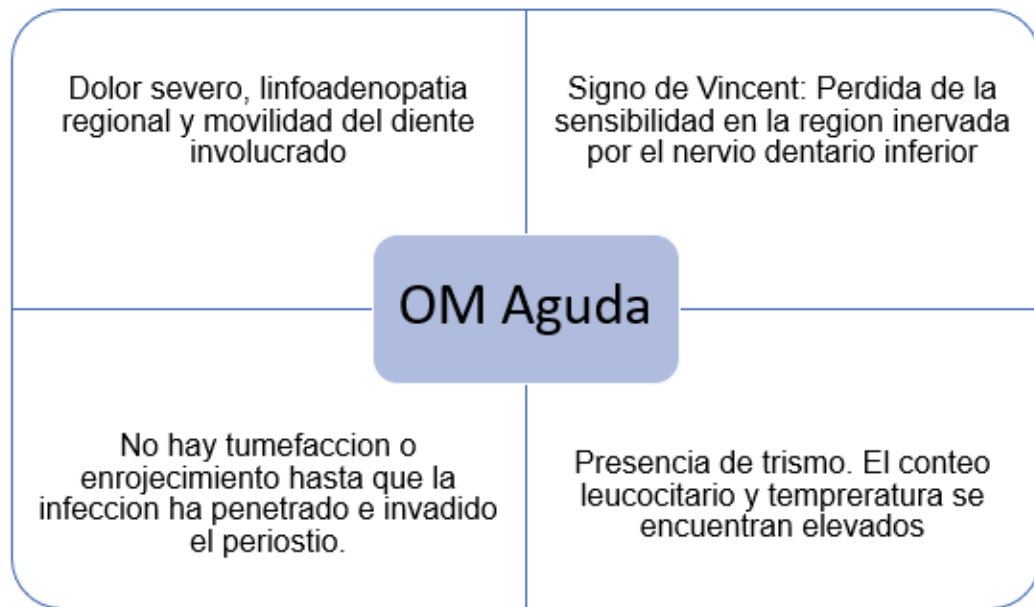 Dolor severo, linfoadenopatia
regional y movilidad del diente
involucrado
Signo de Vincent: Perdida de la
sensibilidad en la region inervada
por el nervio dentario inferior
OM Aguda
No hay tumefaccion o
enrojecimiento hasta que la
infeccion ha penetrado e invadido
el periostio.
Presencia de trismo. El conteo
leucocitario y tempreratura se
encuentran elevados